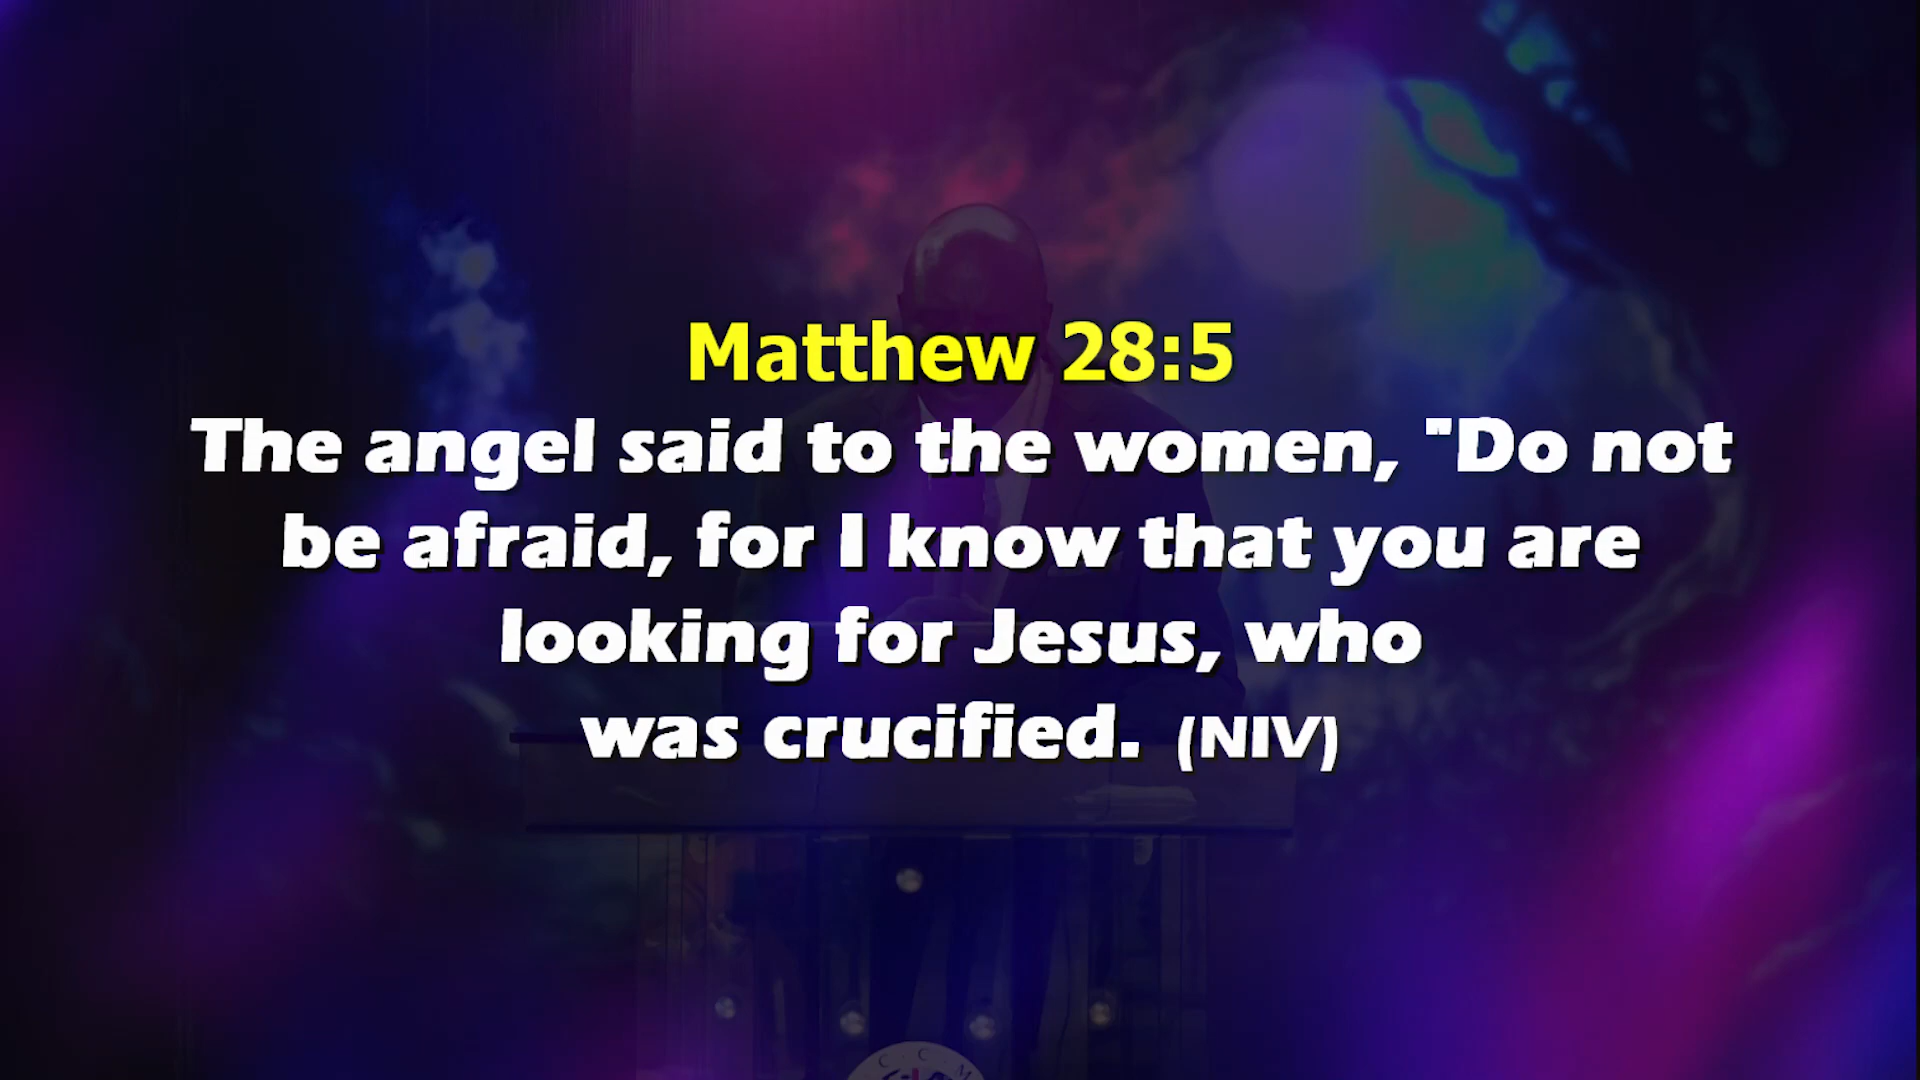 Matthew 28:5
The angel said to the women, "Do not
be afraid, for I know that you are
looking for Jesus, who
was crucified. (NIV)
C . C . M